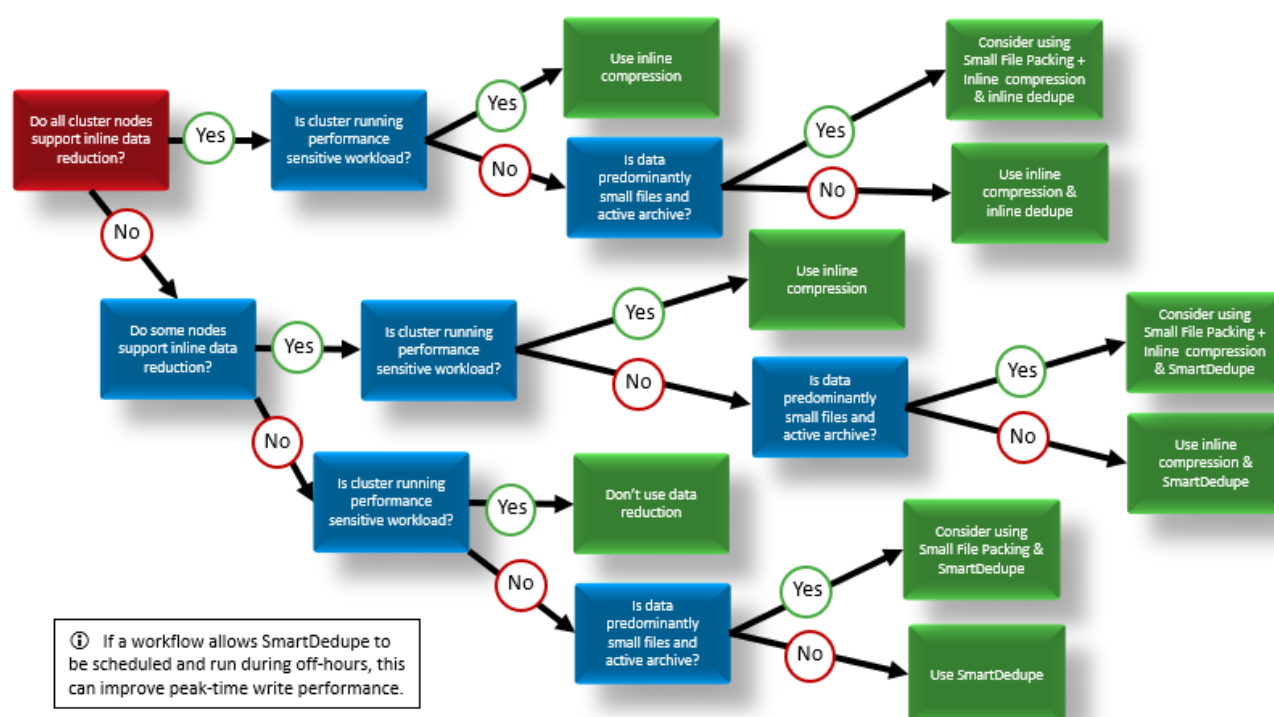 Do all cluster nodes
support inline data
reduction?
Yes
Is cluster running
performance
sensitive workload?
Yes
Use inline
compression
No
Is data
predominantly
small files and
active archive?
Yes
Consider using
Small File Packing +
Inline compression
& inline dedupe
No
Use inline
compression &
inline dedupe
No
Do some nodes
support inline data
reduction?
Yes
Is cluster running
performance
sensitive workload?
Yes
Use inline
compression
No
Is data
predominantly
small files and
active archive?
Yes
Consider using
Small File Packing +
Inline compression
& SmartDedupe
No
Use inline
compression &
SmartDedupe
No
Is cluster running
performance
sensitive workload?
Yes
Don't use data
reduction
No
Is data
predominantly
small files and
active archive?
Yes
Consider using
Small File Packing &
SmartDedupe
No
Use SmartDedupe
ⓘ If a workflow allows SmartDedupe to
be scheduled and run during off-hours, this
can improve peak-time write performance.